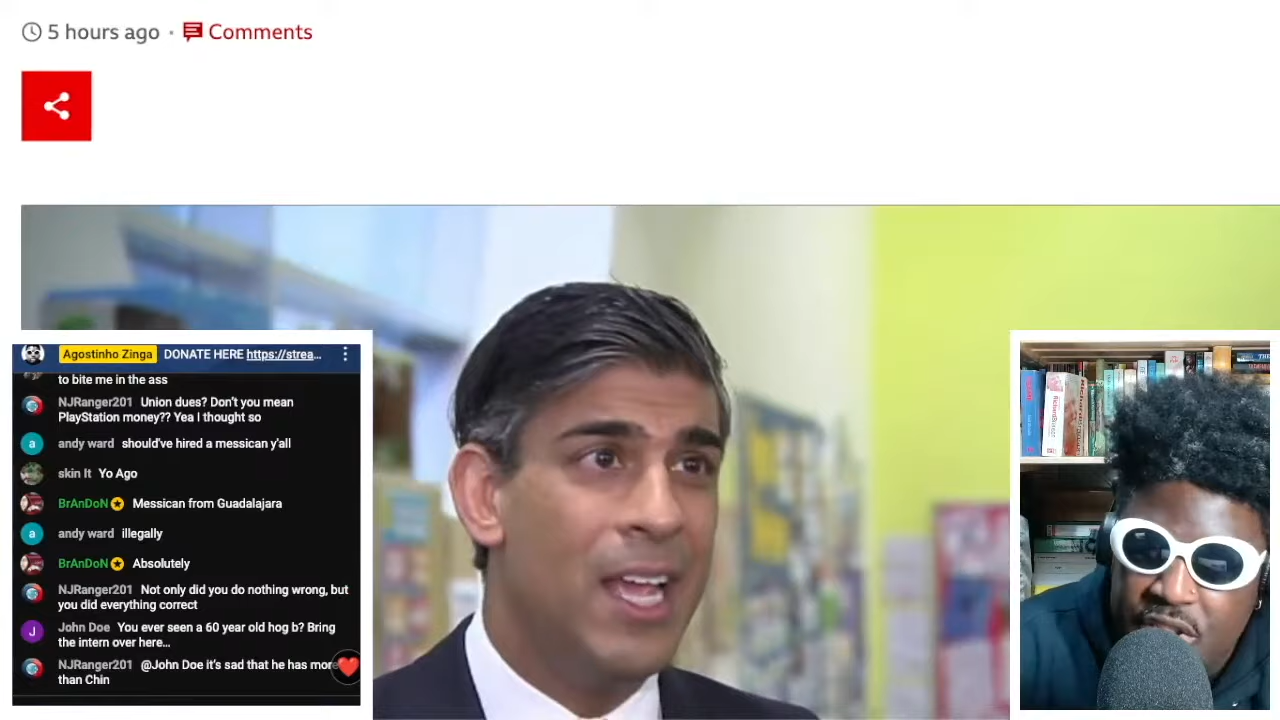 5 hours ago · Comments
Agostinho Zinga DONATE HERE https://strea...
to bite me in the ass
NJRanger201 Union dues? Don't you mean
PlayStation money?? Yea I thought so
a andy ward should've hired a messican y'all
skin It Yo Ago
BrAnDoN Messican from Guadalajara
a andy ward illegally
BrAnDoN Absolutely
NJRanger201 Not only did you do nothing wrong, but
you did everything correct
J John Doe You ever seen a 60 year old hog b? Bring
the intern over here...
NJRanger201 @John Doe it's sad that he has more
than Chin